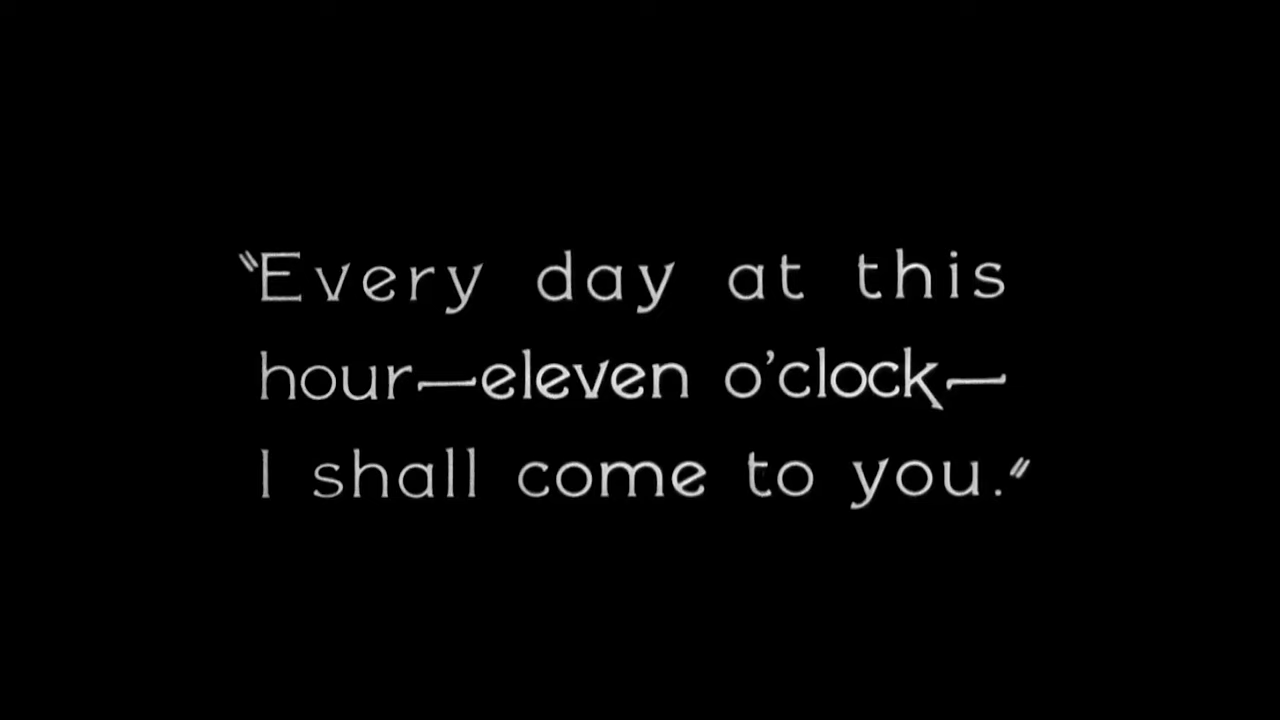 "Every day at this
hour—eleven o'clock—
I shall come to you."